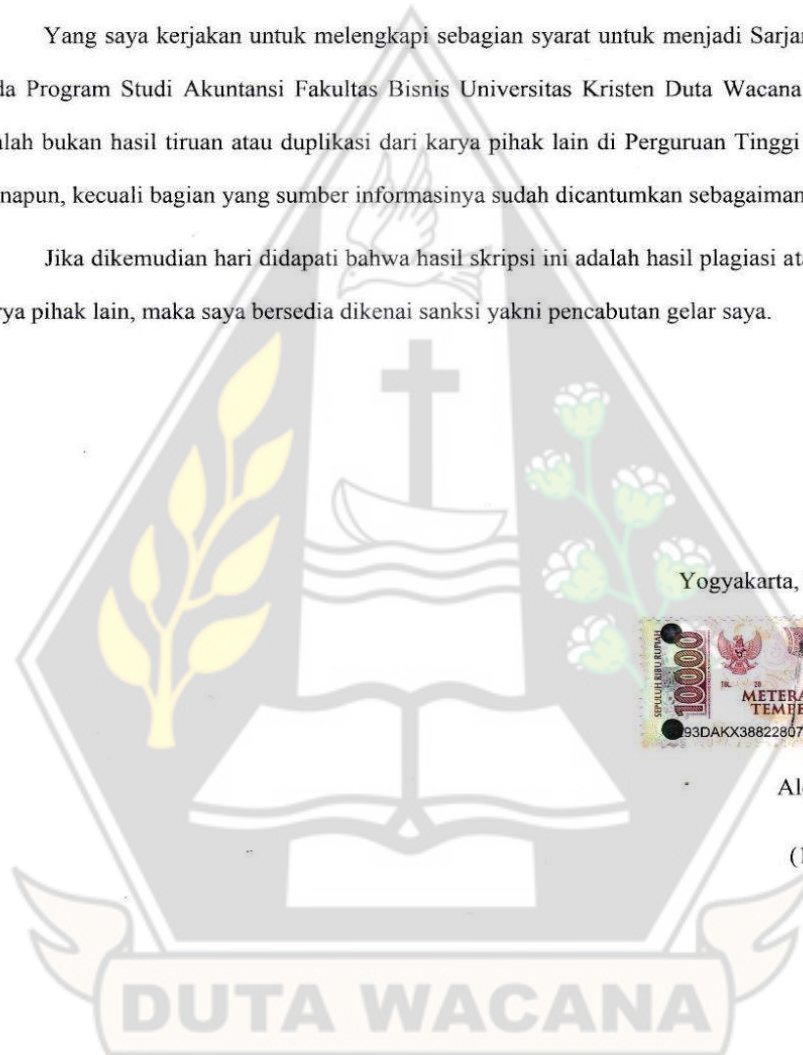 Yang saya kerjakan untuk melengkapi sebagian syarat untuk menjadi Sarjan
da Program Studi Akuntansi Fakultas Bisnis Universitas Kristen Duta Wacana
alah bukan hasil tiruan atau duplikasi dari karya pihak lain di Perguruan Tinggi
napun, kecuali bagian yang sumber informasinya sudah dicantumkan sebagaiman
Jika dikemudian hari didapati bahwa hasil skripsi ini adalah hasil plagiasi ata
rya pihak lain, maka saya bersedia dikenai sanksi yakni pencabutan gelar saya.
Yogyakarta,
SEPULUH RIBU RUPIAH
10000
TGL. 20
METERA
TEMPE
93DAKX38822807
Al
(1
DUTA WACANA